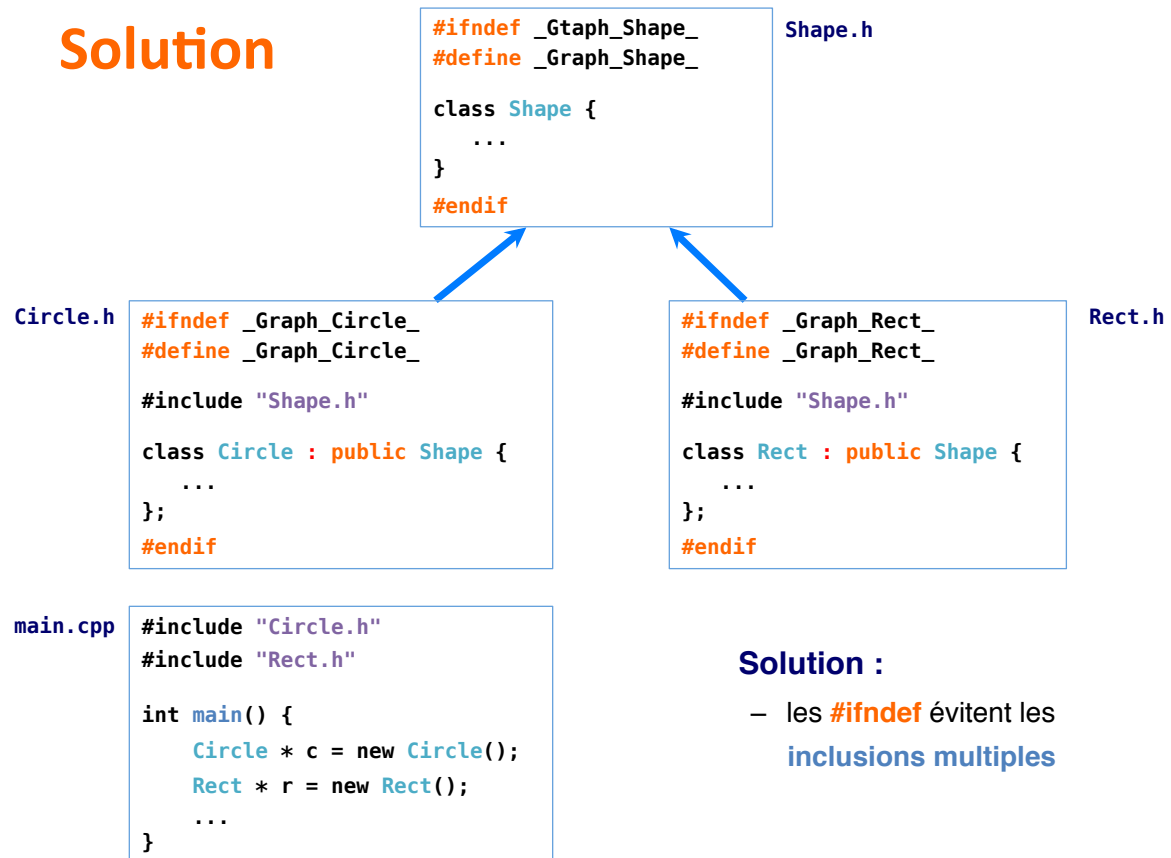 Solution
Shape.h
#ifndef _Gtaph_Shape_
#define _Graph_Shape_
class Shape {
...
}
#endif
Circle.h
#ifndef _Graph_Circle_
#define _Graph_Circle_
#include "Shape.h"
class Circle : public Shape {
...
};
#endif
Rect.h
#ifndef _Graph_Rect_
#define _Graph_Rect_
#include "Shape.h"
class Rect : public Shape {
...
};
#endif
main.cpp
#include "Circle.h"
#include "Rect.h"
int main() {
Circle * c = new Circle();
Rect * r = new Rect();
...
}
Solution :
– les #ifndef évitent les
inclusions multiples